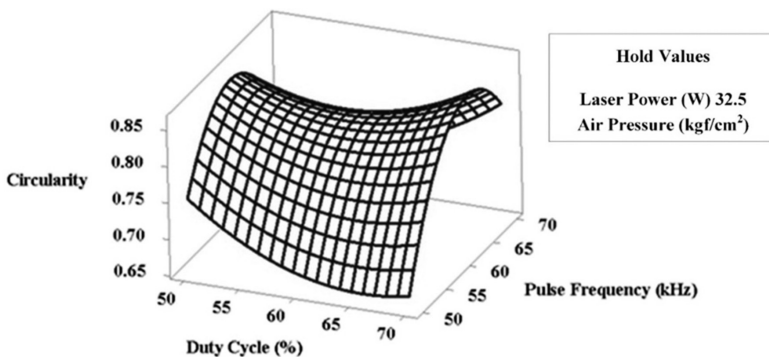 Hold Values
Laser Power (W) 32.5
Air Pressure (kgf/cm²)
0.85
0.80
Circularity
0.75
0.70
0.65
50
55
60
65
70
Duty Cycle (%)
50
55
60
65
70
Pulse Frequency (kHz)